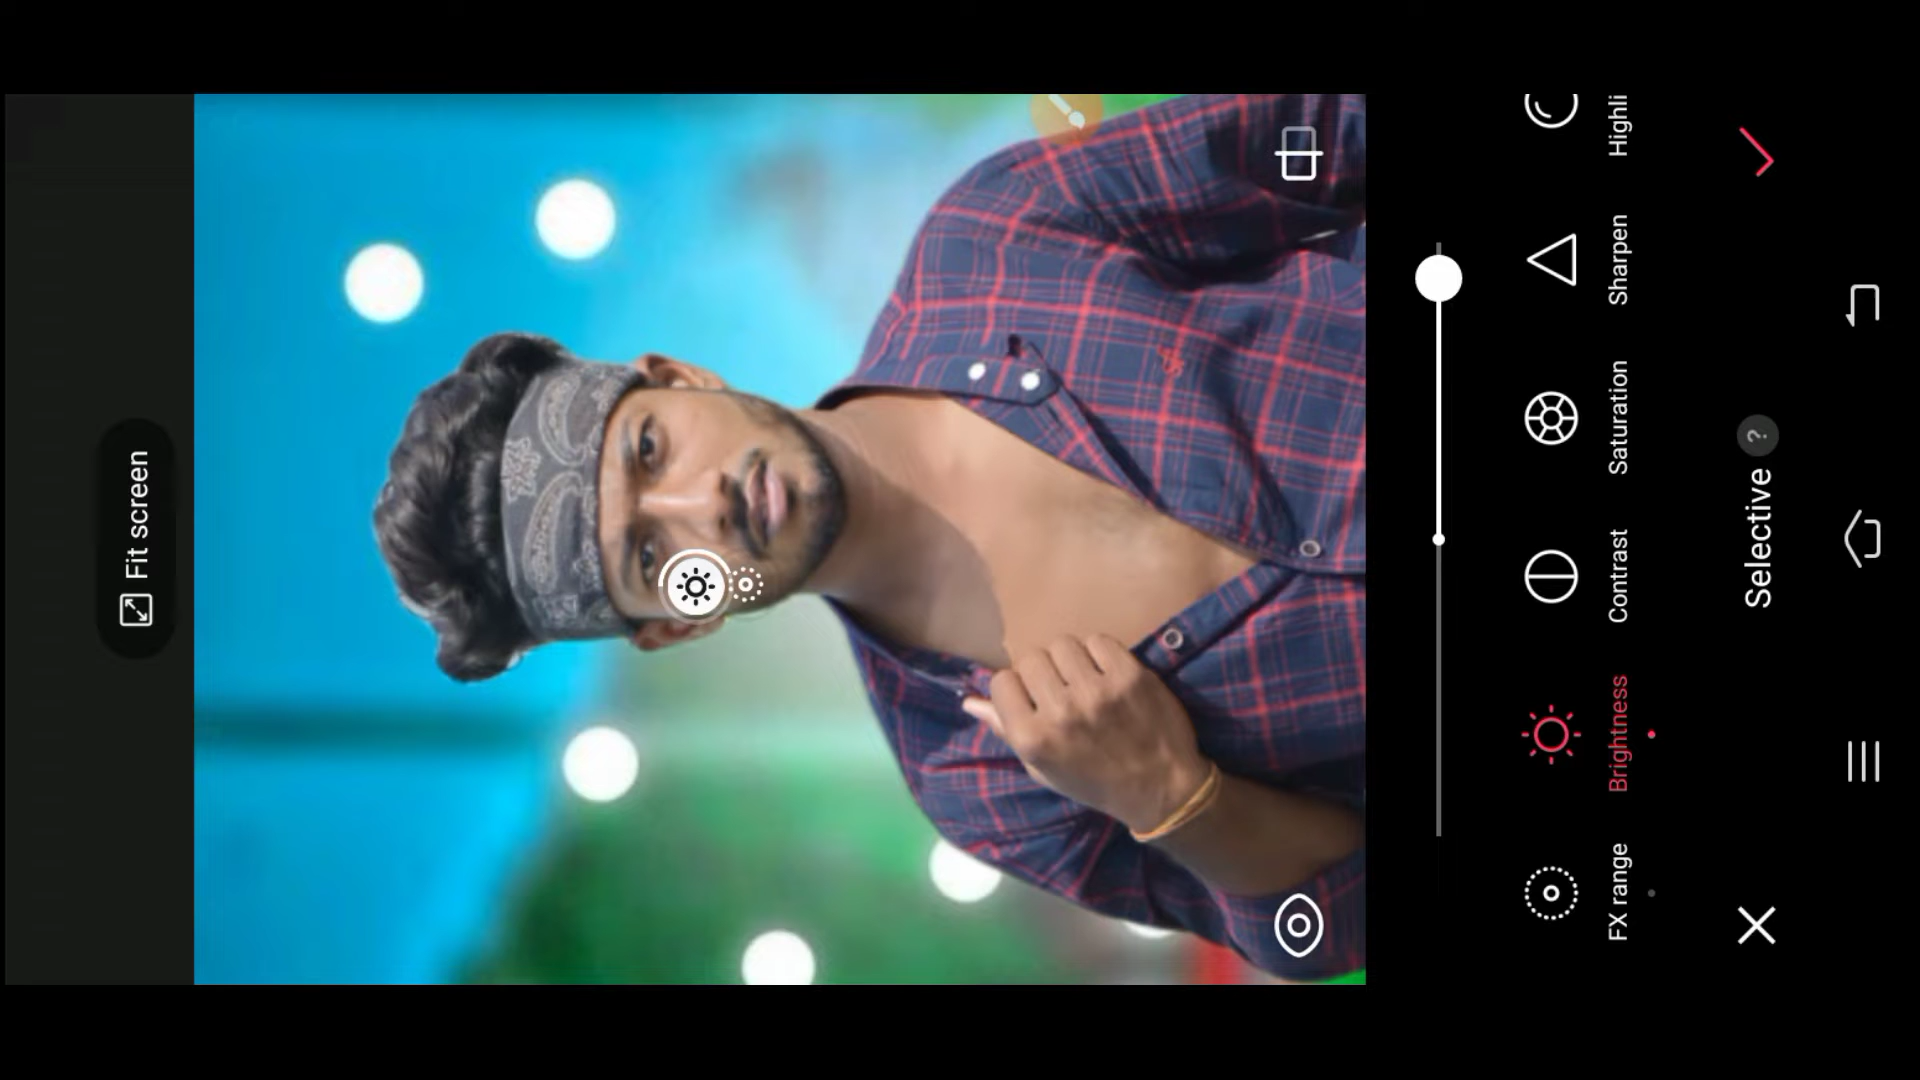 Fit screen
FX range
Brightness
Contrast
Saturation
Sharpen
Highli
Selective
?